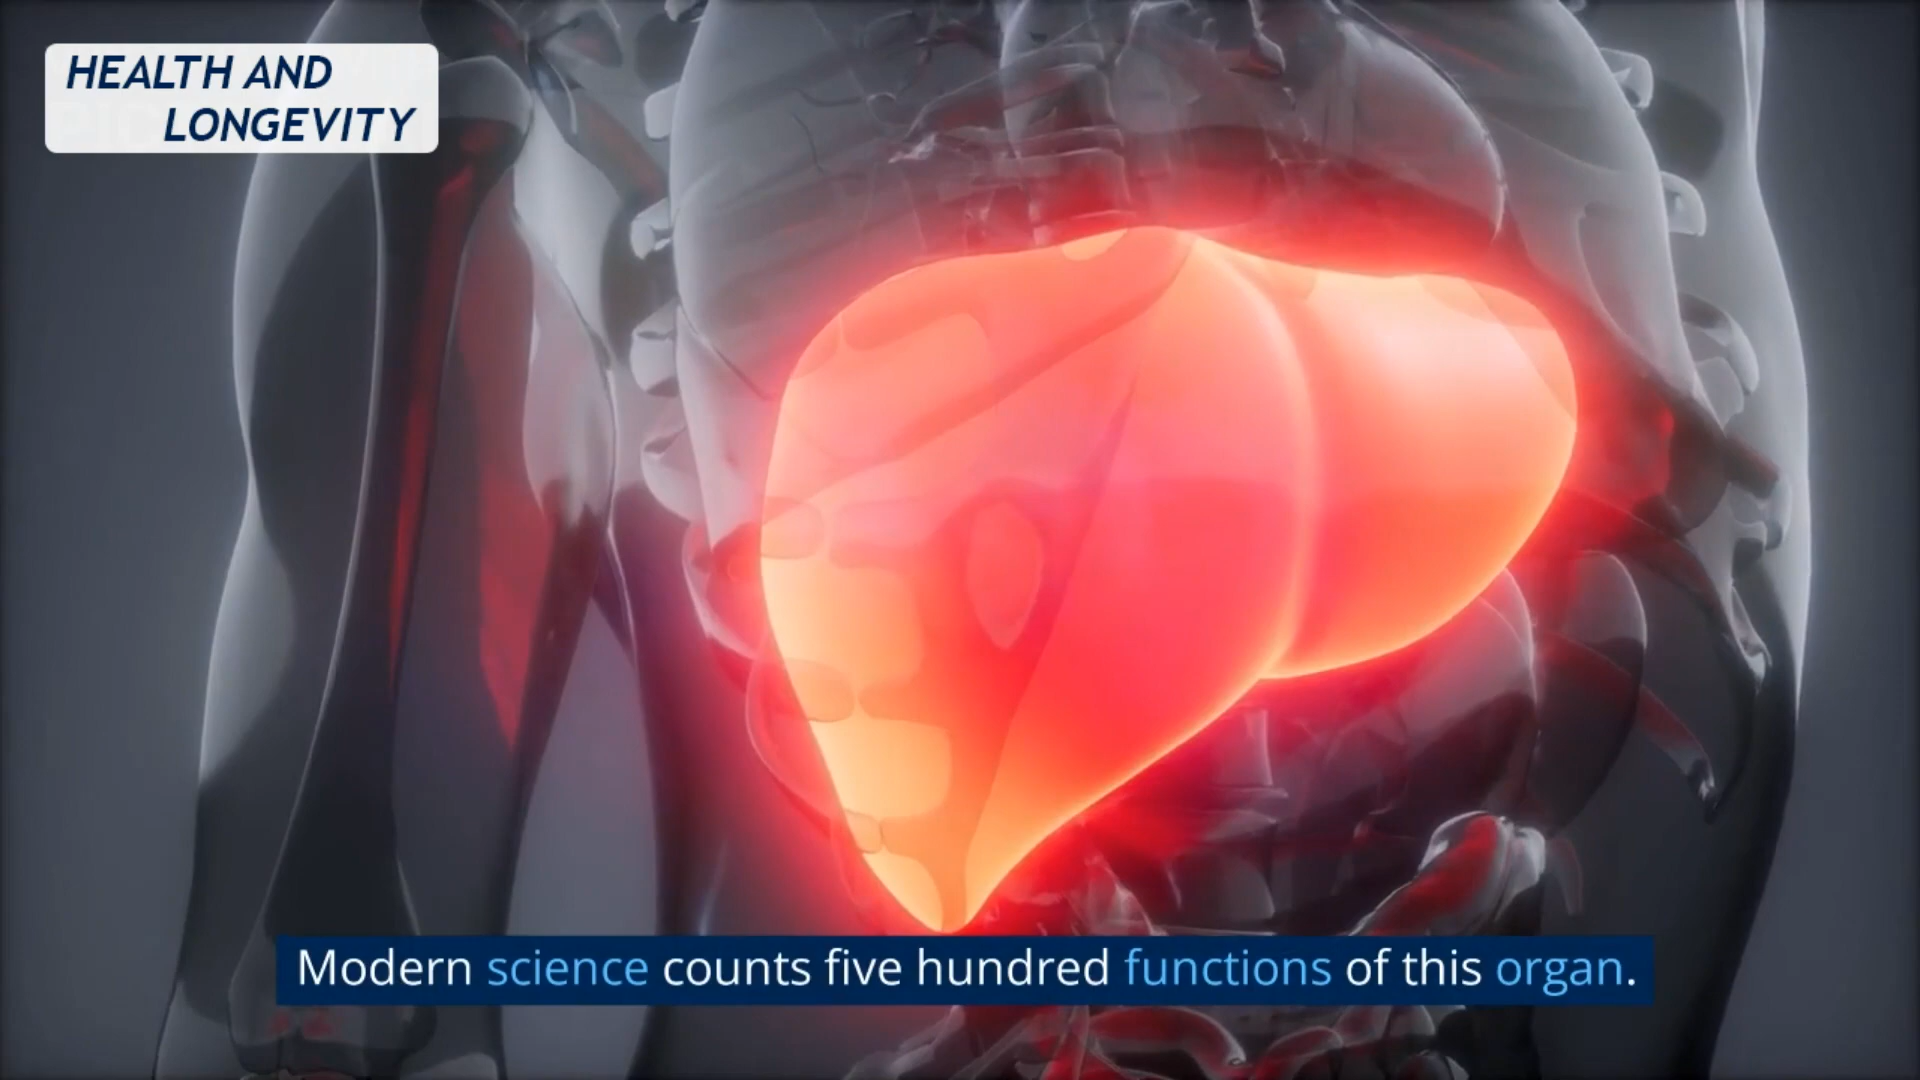 HEALTH AND
LONGEVITY
Modern science counts five hundred functions of this organ.